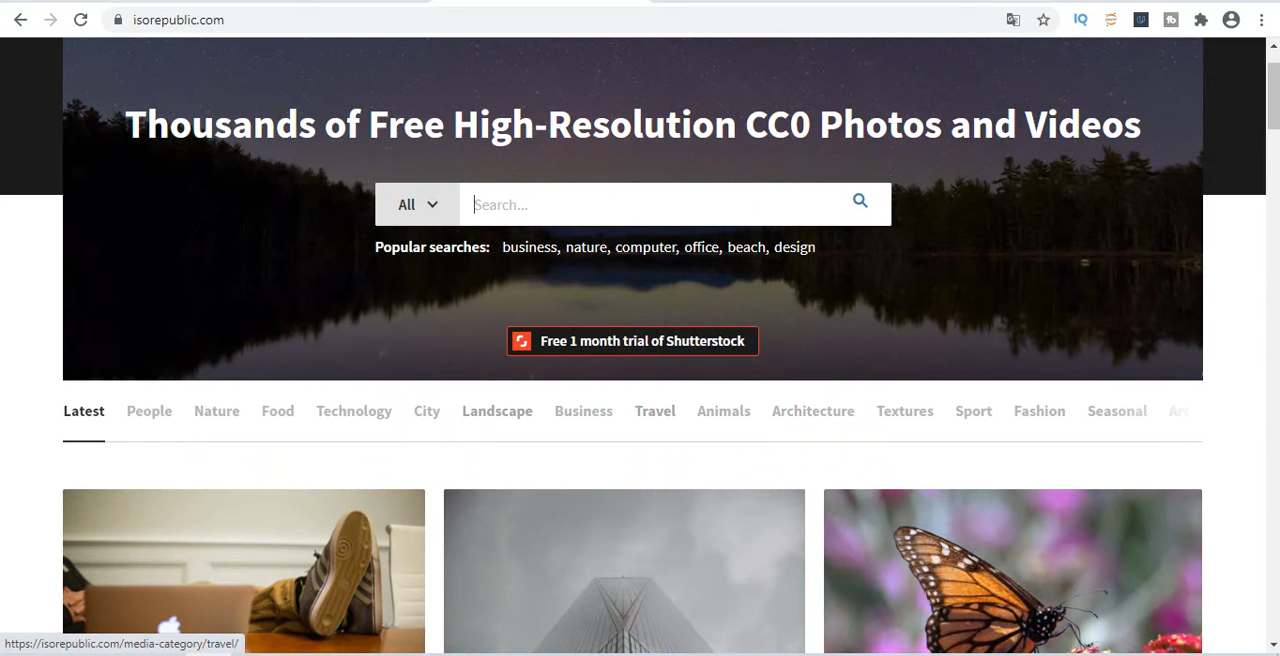 isorepublic.com
IQ
Thousands of Free High-Resolution CC0 Photos and Videos
All Search...
Popular searches: business, nature, computer, office, beach, design
Free 1 month trial of Shutterstock
Latest People Nature Food Technology City Landscape Business Travel Animals Architecture Textures Sport Fashion Seasonal
https://isorepublic.com/media-category/travel/